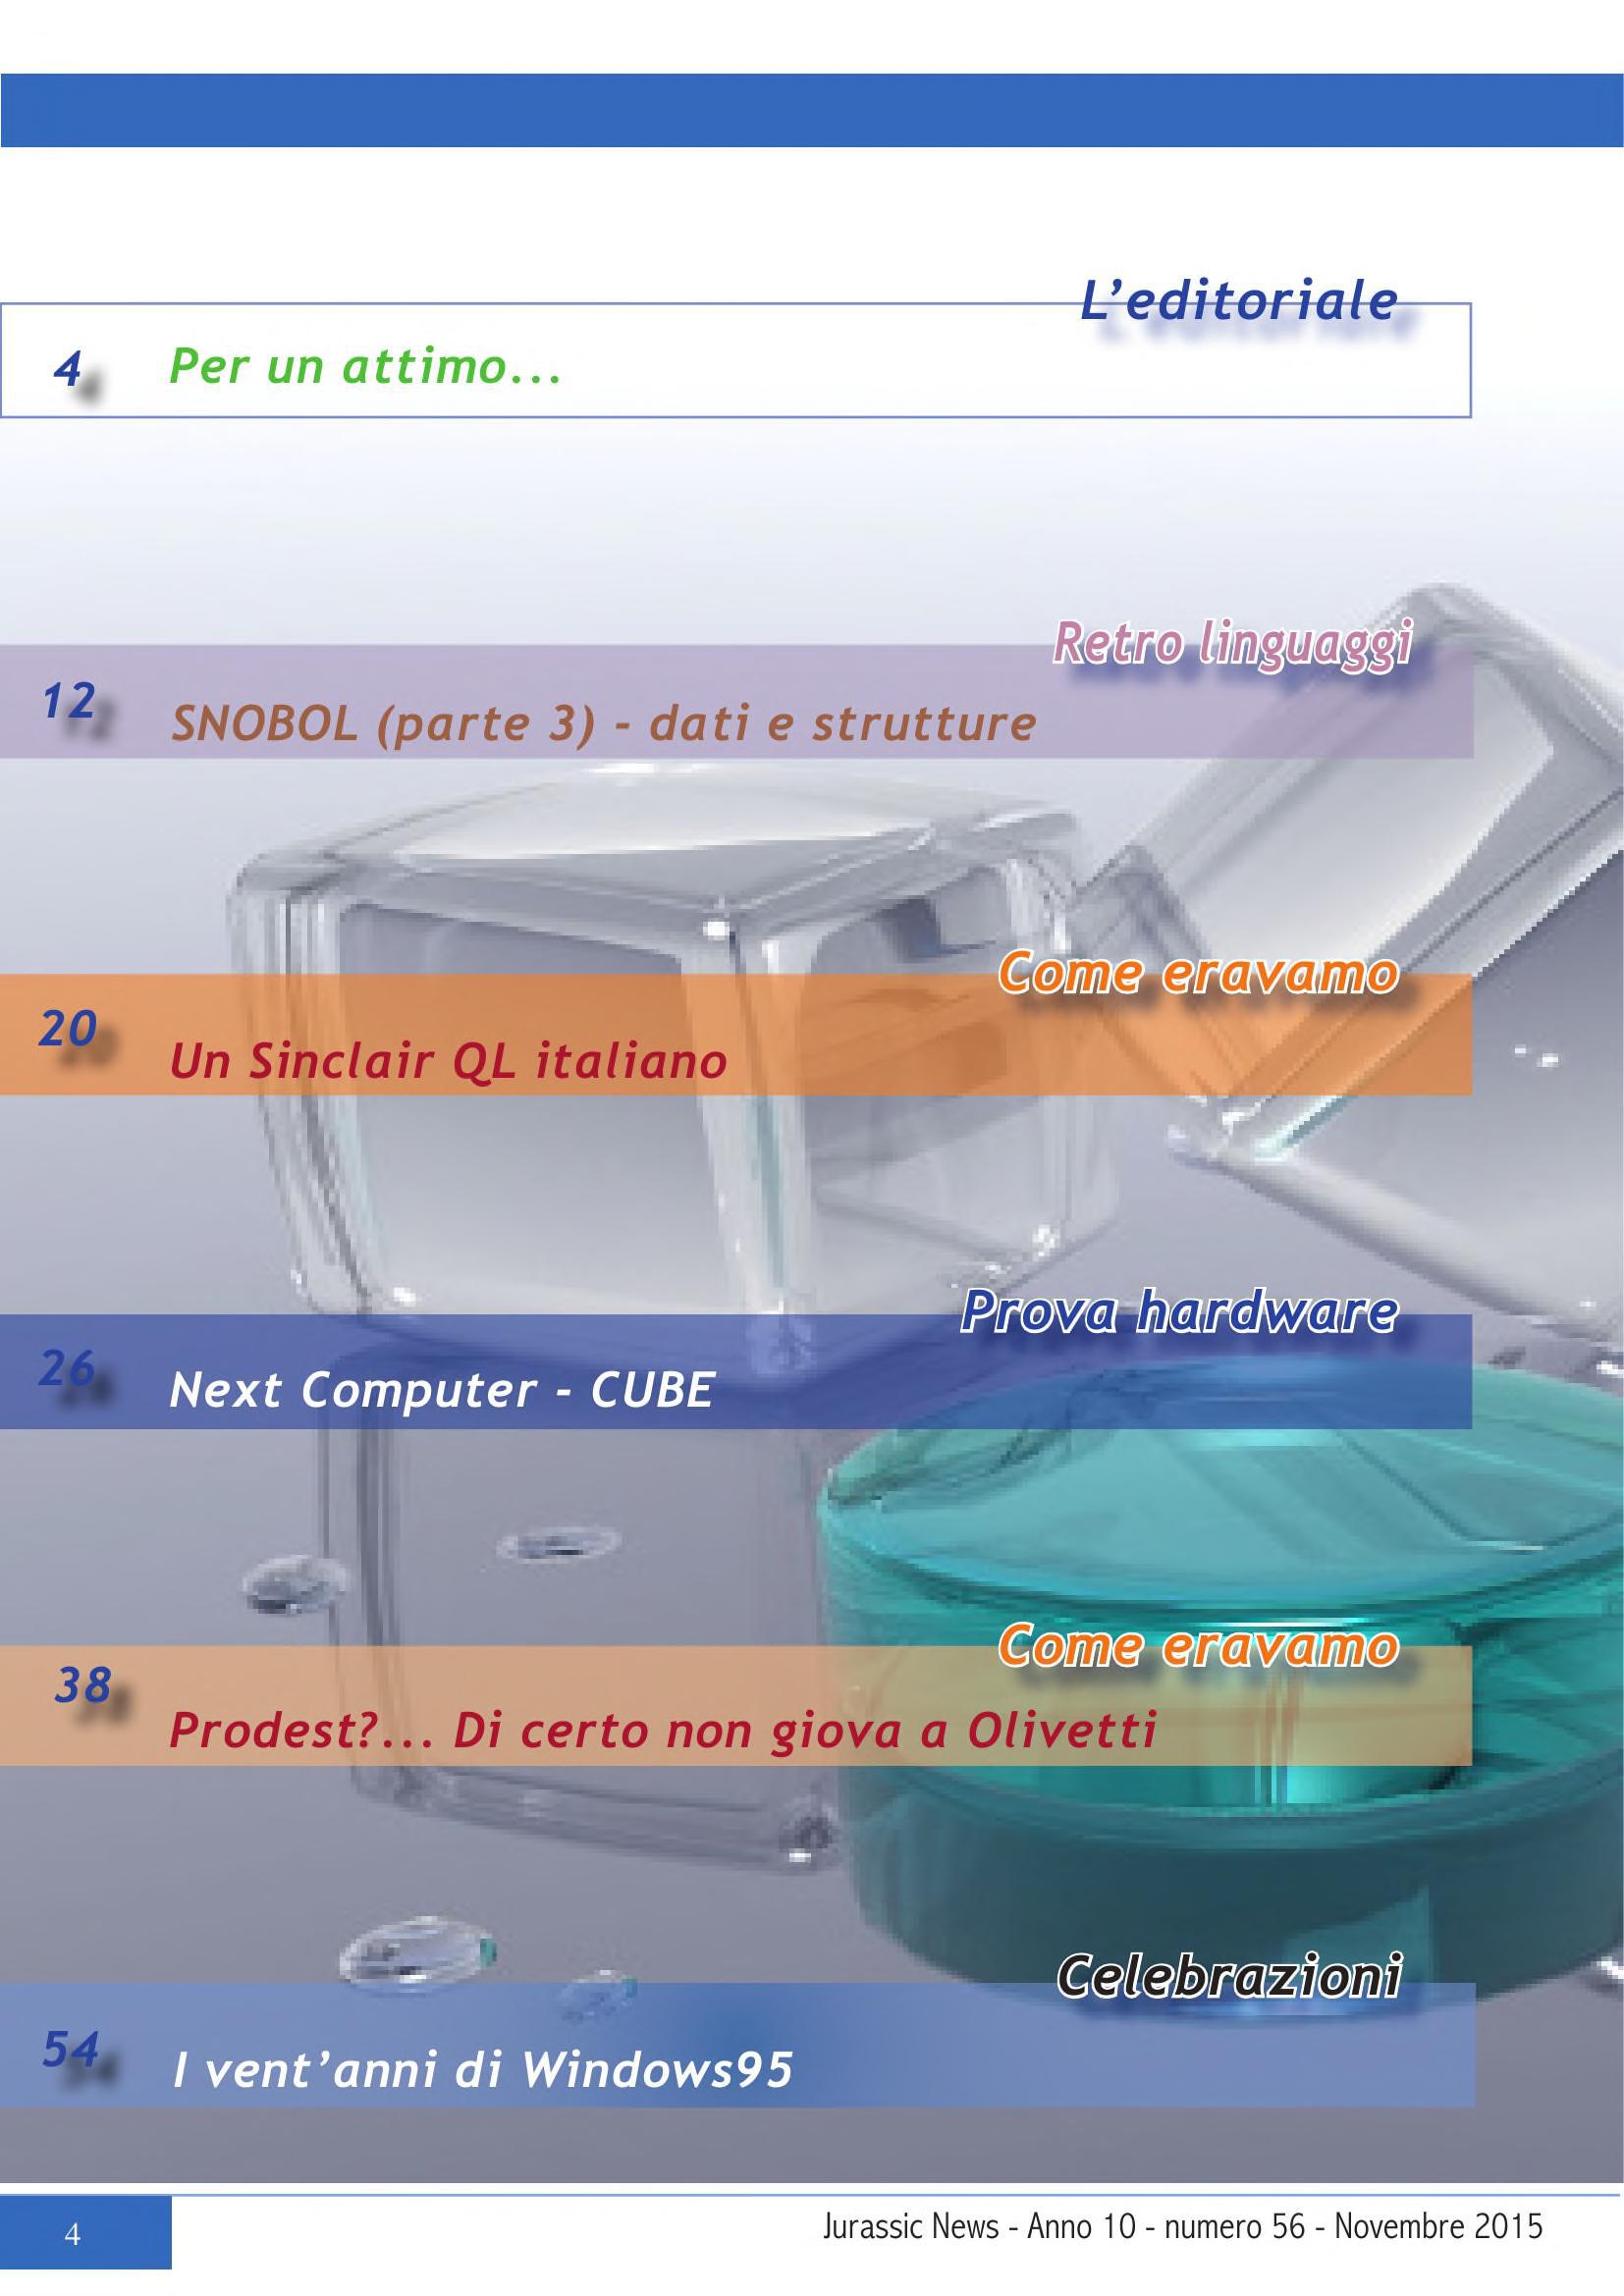 L’editoriale
4 Per un attimo...
Retro linguaggi
12 SNOBOL (parte 3) - dati e strutture
Come eravamo
20 Un Sinclair QL italiano
Prova hardware
26 Next Computer - CUBE
Come eravamo
38 Prodest?... Di certo non giova a Olivetti
Celebrazioni
54 I vent’anni di Windows95
4 Jurassic News - Anno 10 - numero 56 - Novembre 2015